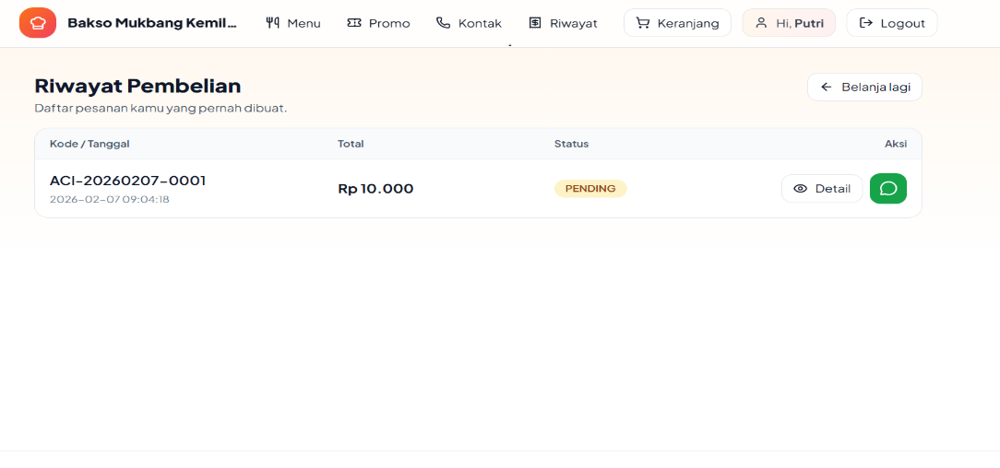 Bakso Mukbang Kemil... Menu Promo Kontak Riwayat Keranjang Hi, Putri Logout
Riwayat Pembelian
Belanja lagi
Daftar pesanan kamu yang pernah dibuat.
Kode / Tanggal Total Status Aksi
ACI-20260207-0001
2026-02-07 09:04:18
Rp 10.000 PENDING Detail